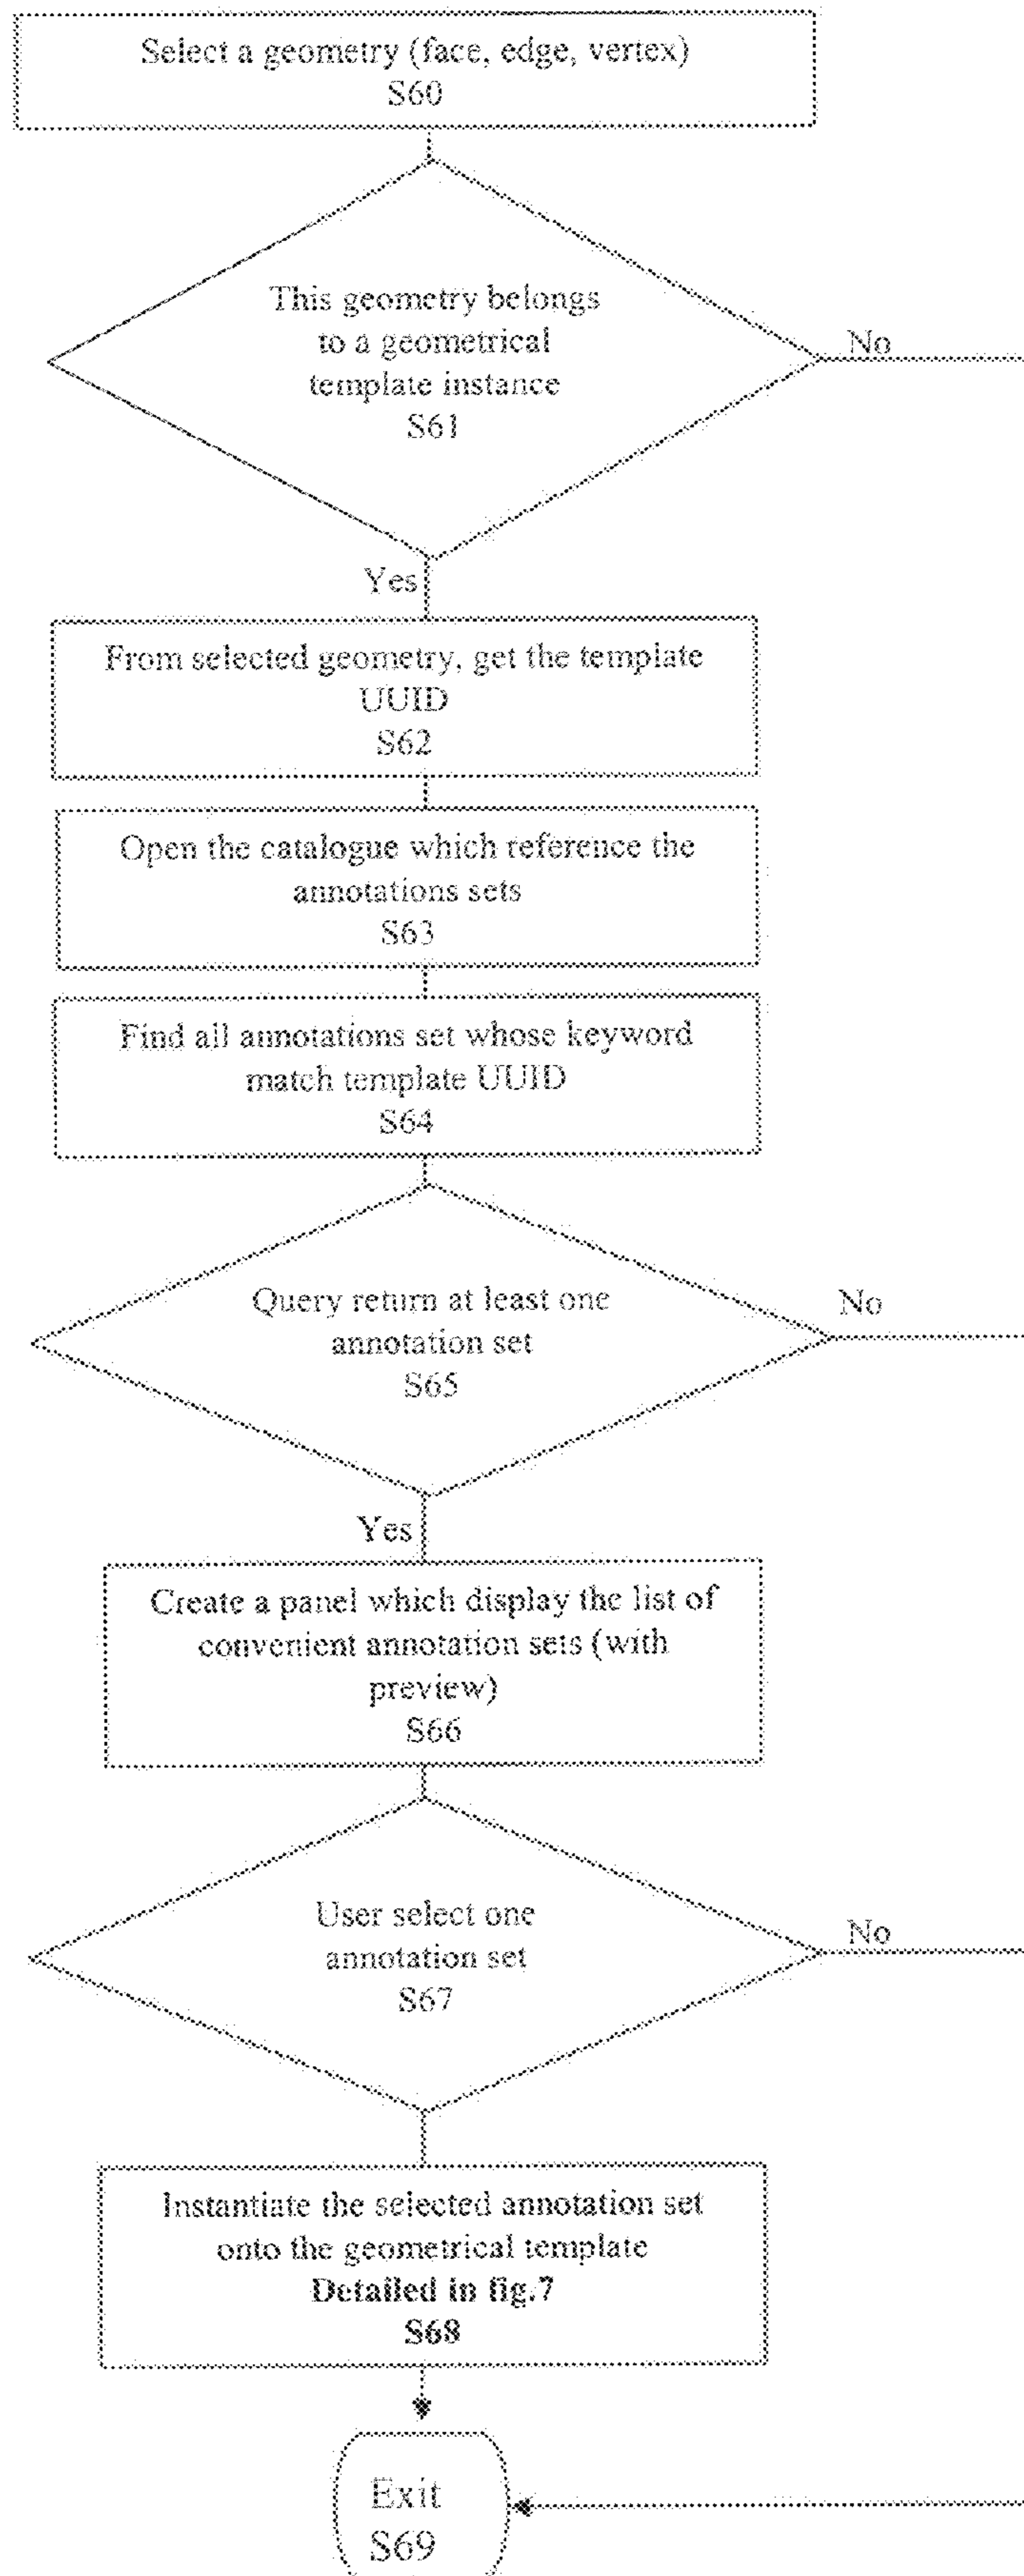 Select a geometry (face, edge, vertex)
S60
This geometry belongs
to a geometrical
template instance
S61
No
Yes
From selected geometry, get the template
UUID
S62
Open the catalogue which reference the
annotations sets
S63
Find all annotations set whose keyword
match template UUID
S64
Query return at least one
annotation set
S65
No
Yes
Create a panel which display the list of
convenient annotation sets (with
preview)
S66
User select one
annotation set
S67
No
Instantiate the selected annotation set
onto the geometrical template
Detailed in fig.7
S68
Exit
S69